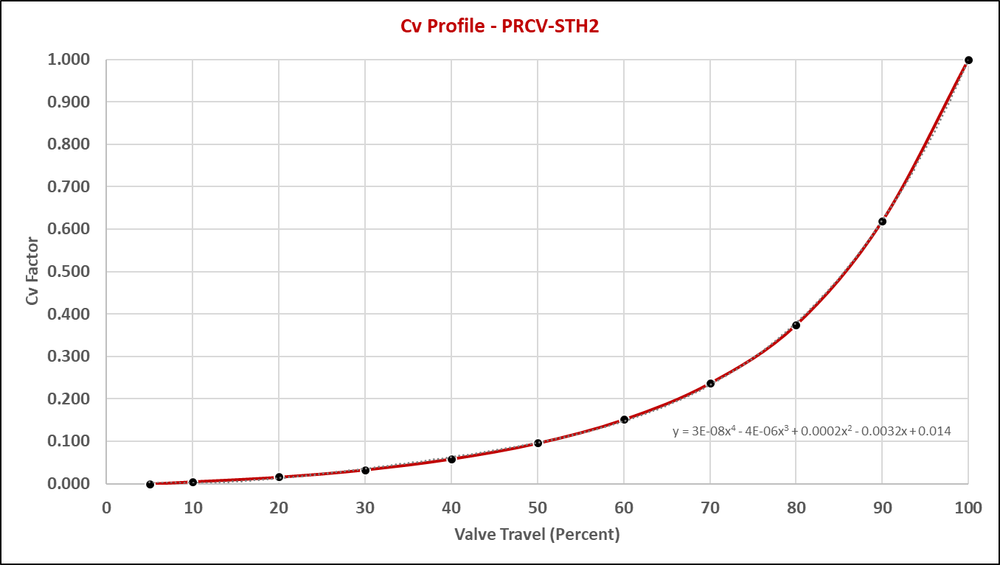 Cv Profile - PRCV-STH2
1.000
0.900
0.800
0.700
0.600
0.500
0.400
0.300
0.200
0.100
0.000
Cv Factor
y = 3E-08x⁴ - 4E-06x³ + 0.0002x² - 0.0032x + 0.014
0 10 20 30 40 50 60 70 80 90 100
Valve Travel (Percent)